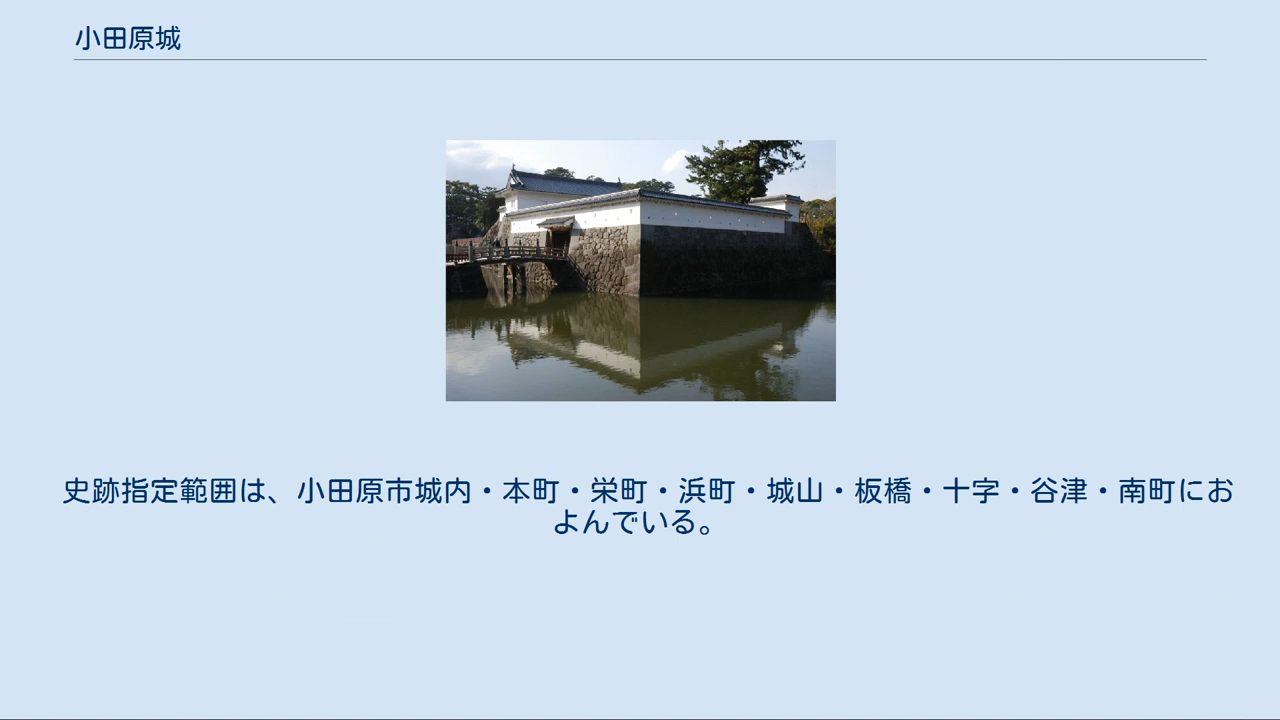 小田原城
史跡指定範囲は、小田原市城内・本町・栄町・浜町・城山・板橋・十字・谷津・南町にお
よんでいる。